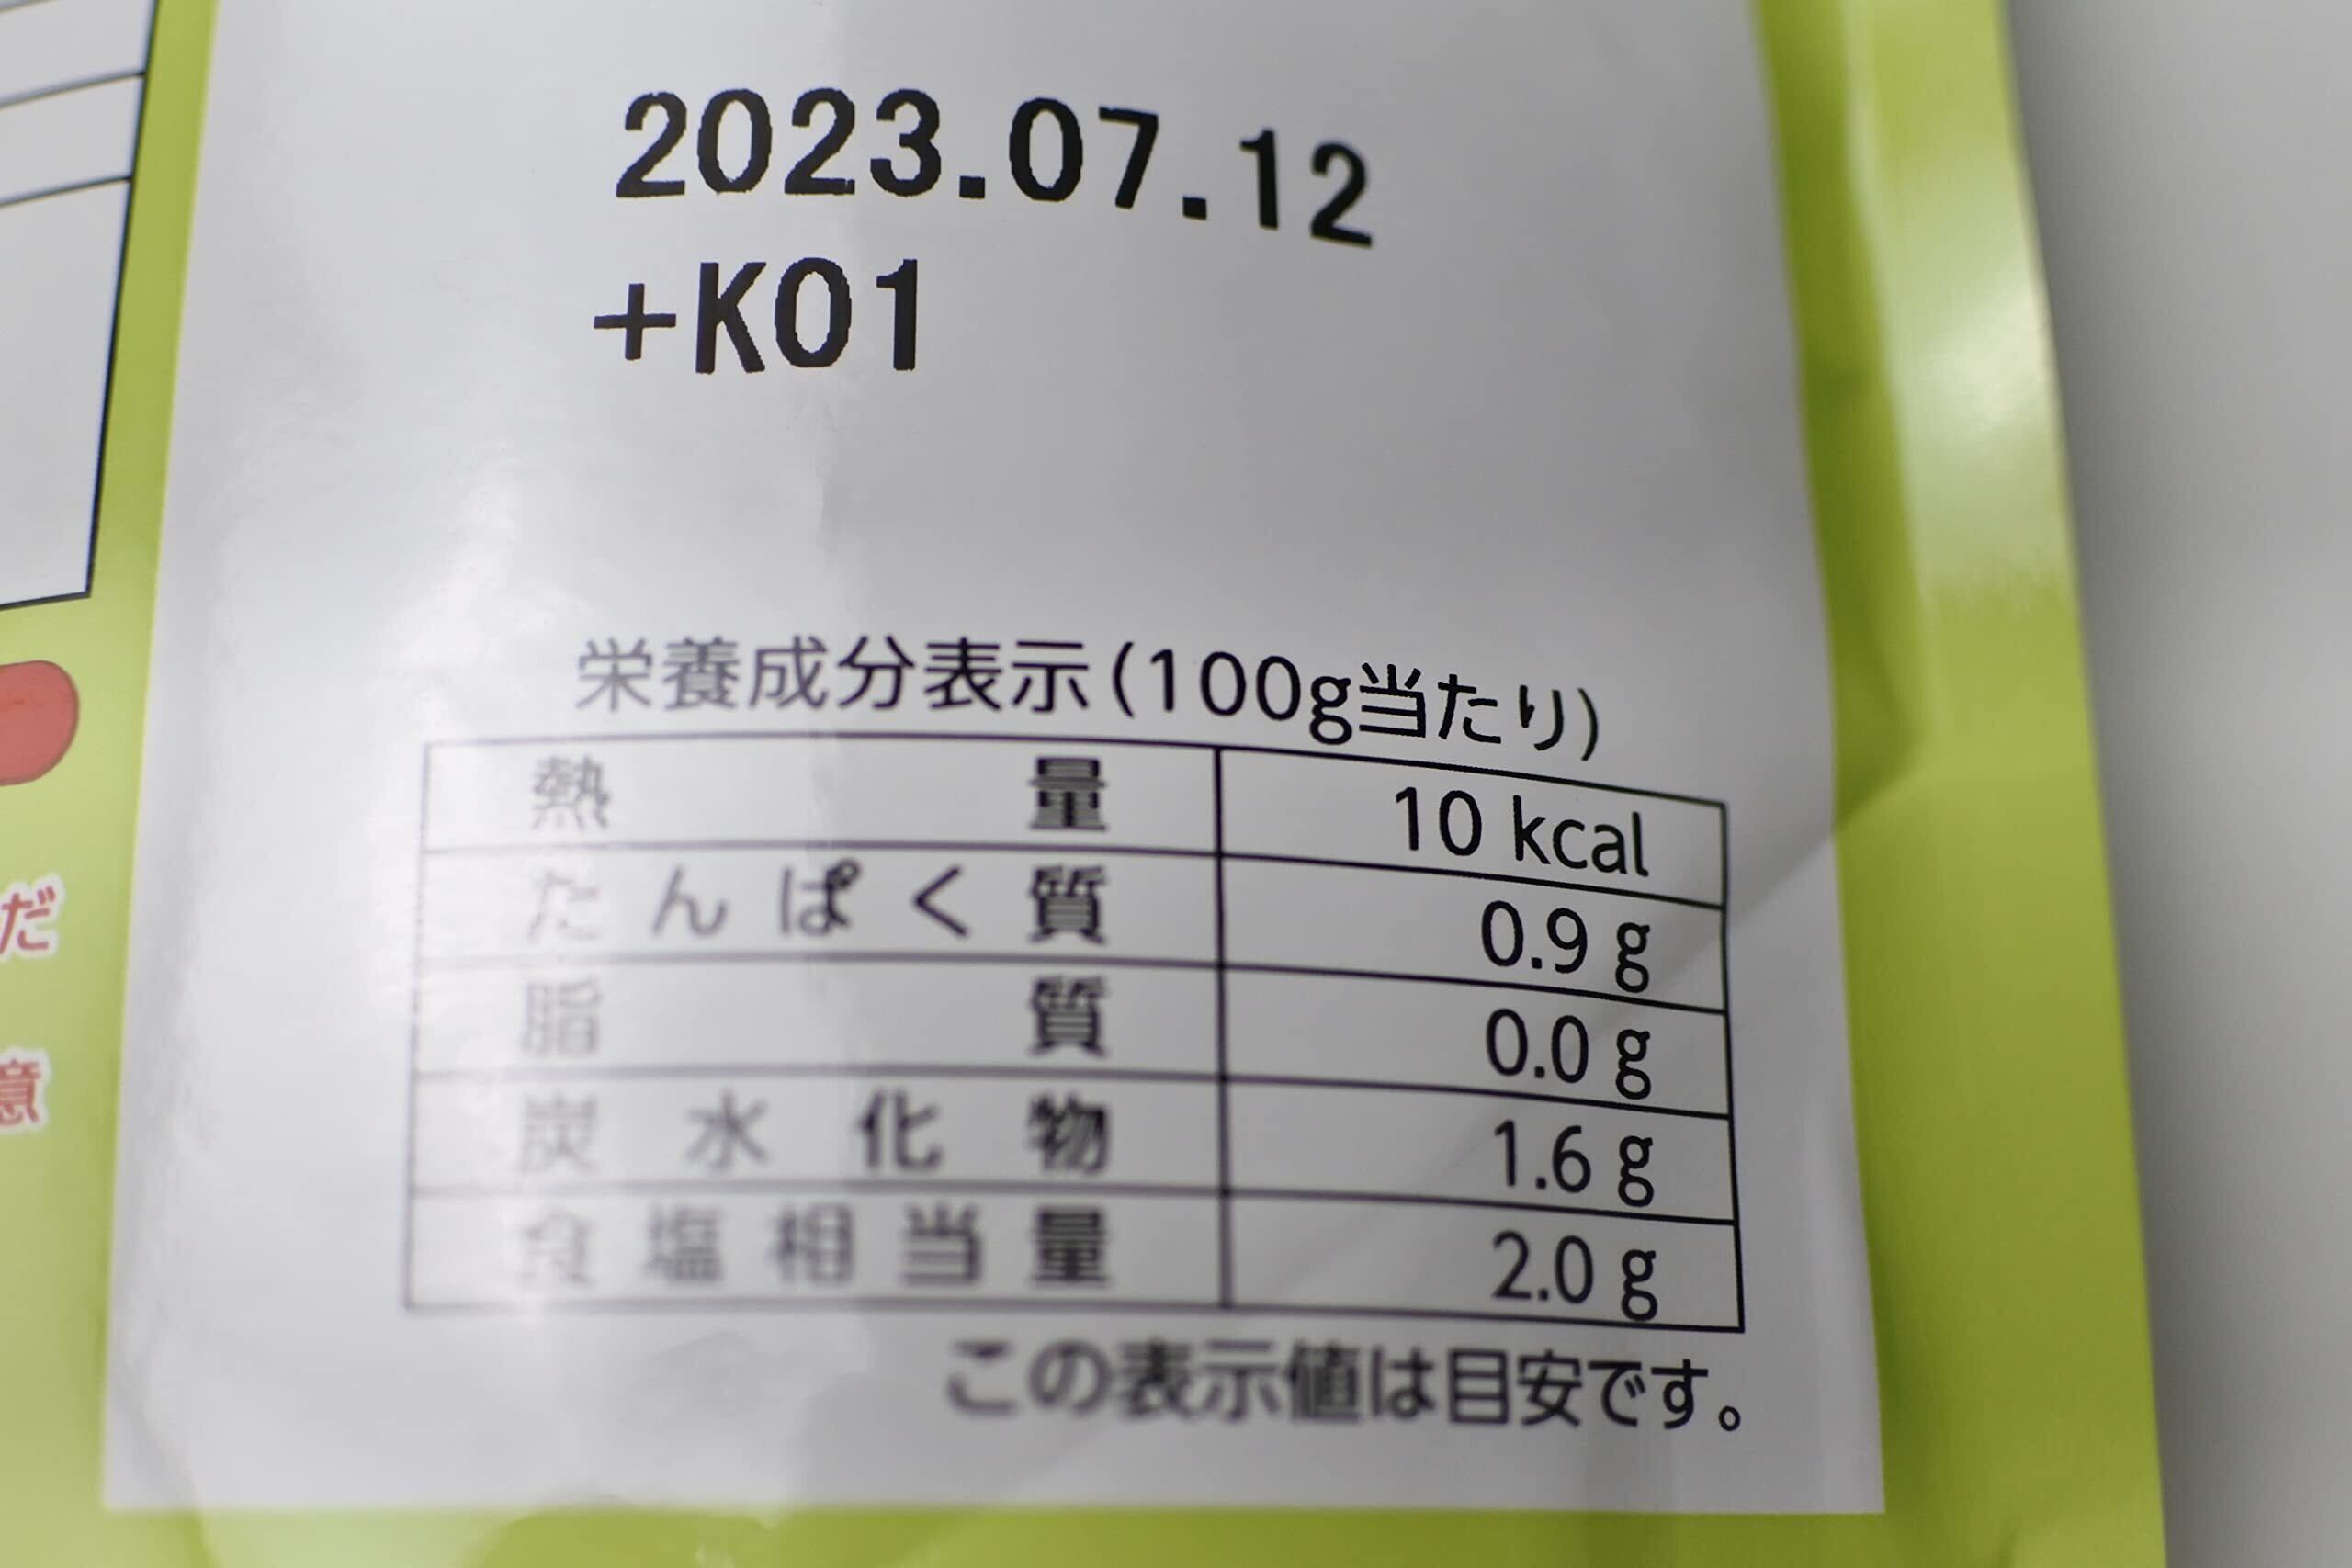 2023.07.12
+K01
栄養成分表示(100g当たり)
熱量 10 kcal
たんぱく質 0.9 g
脂質 0.0 g
炭水化物 1.6 g
食塩相当量 2.0 g
この表示値は目安です。
だ
意